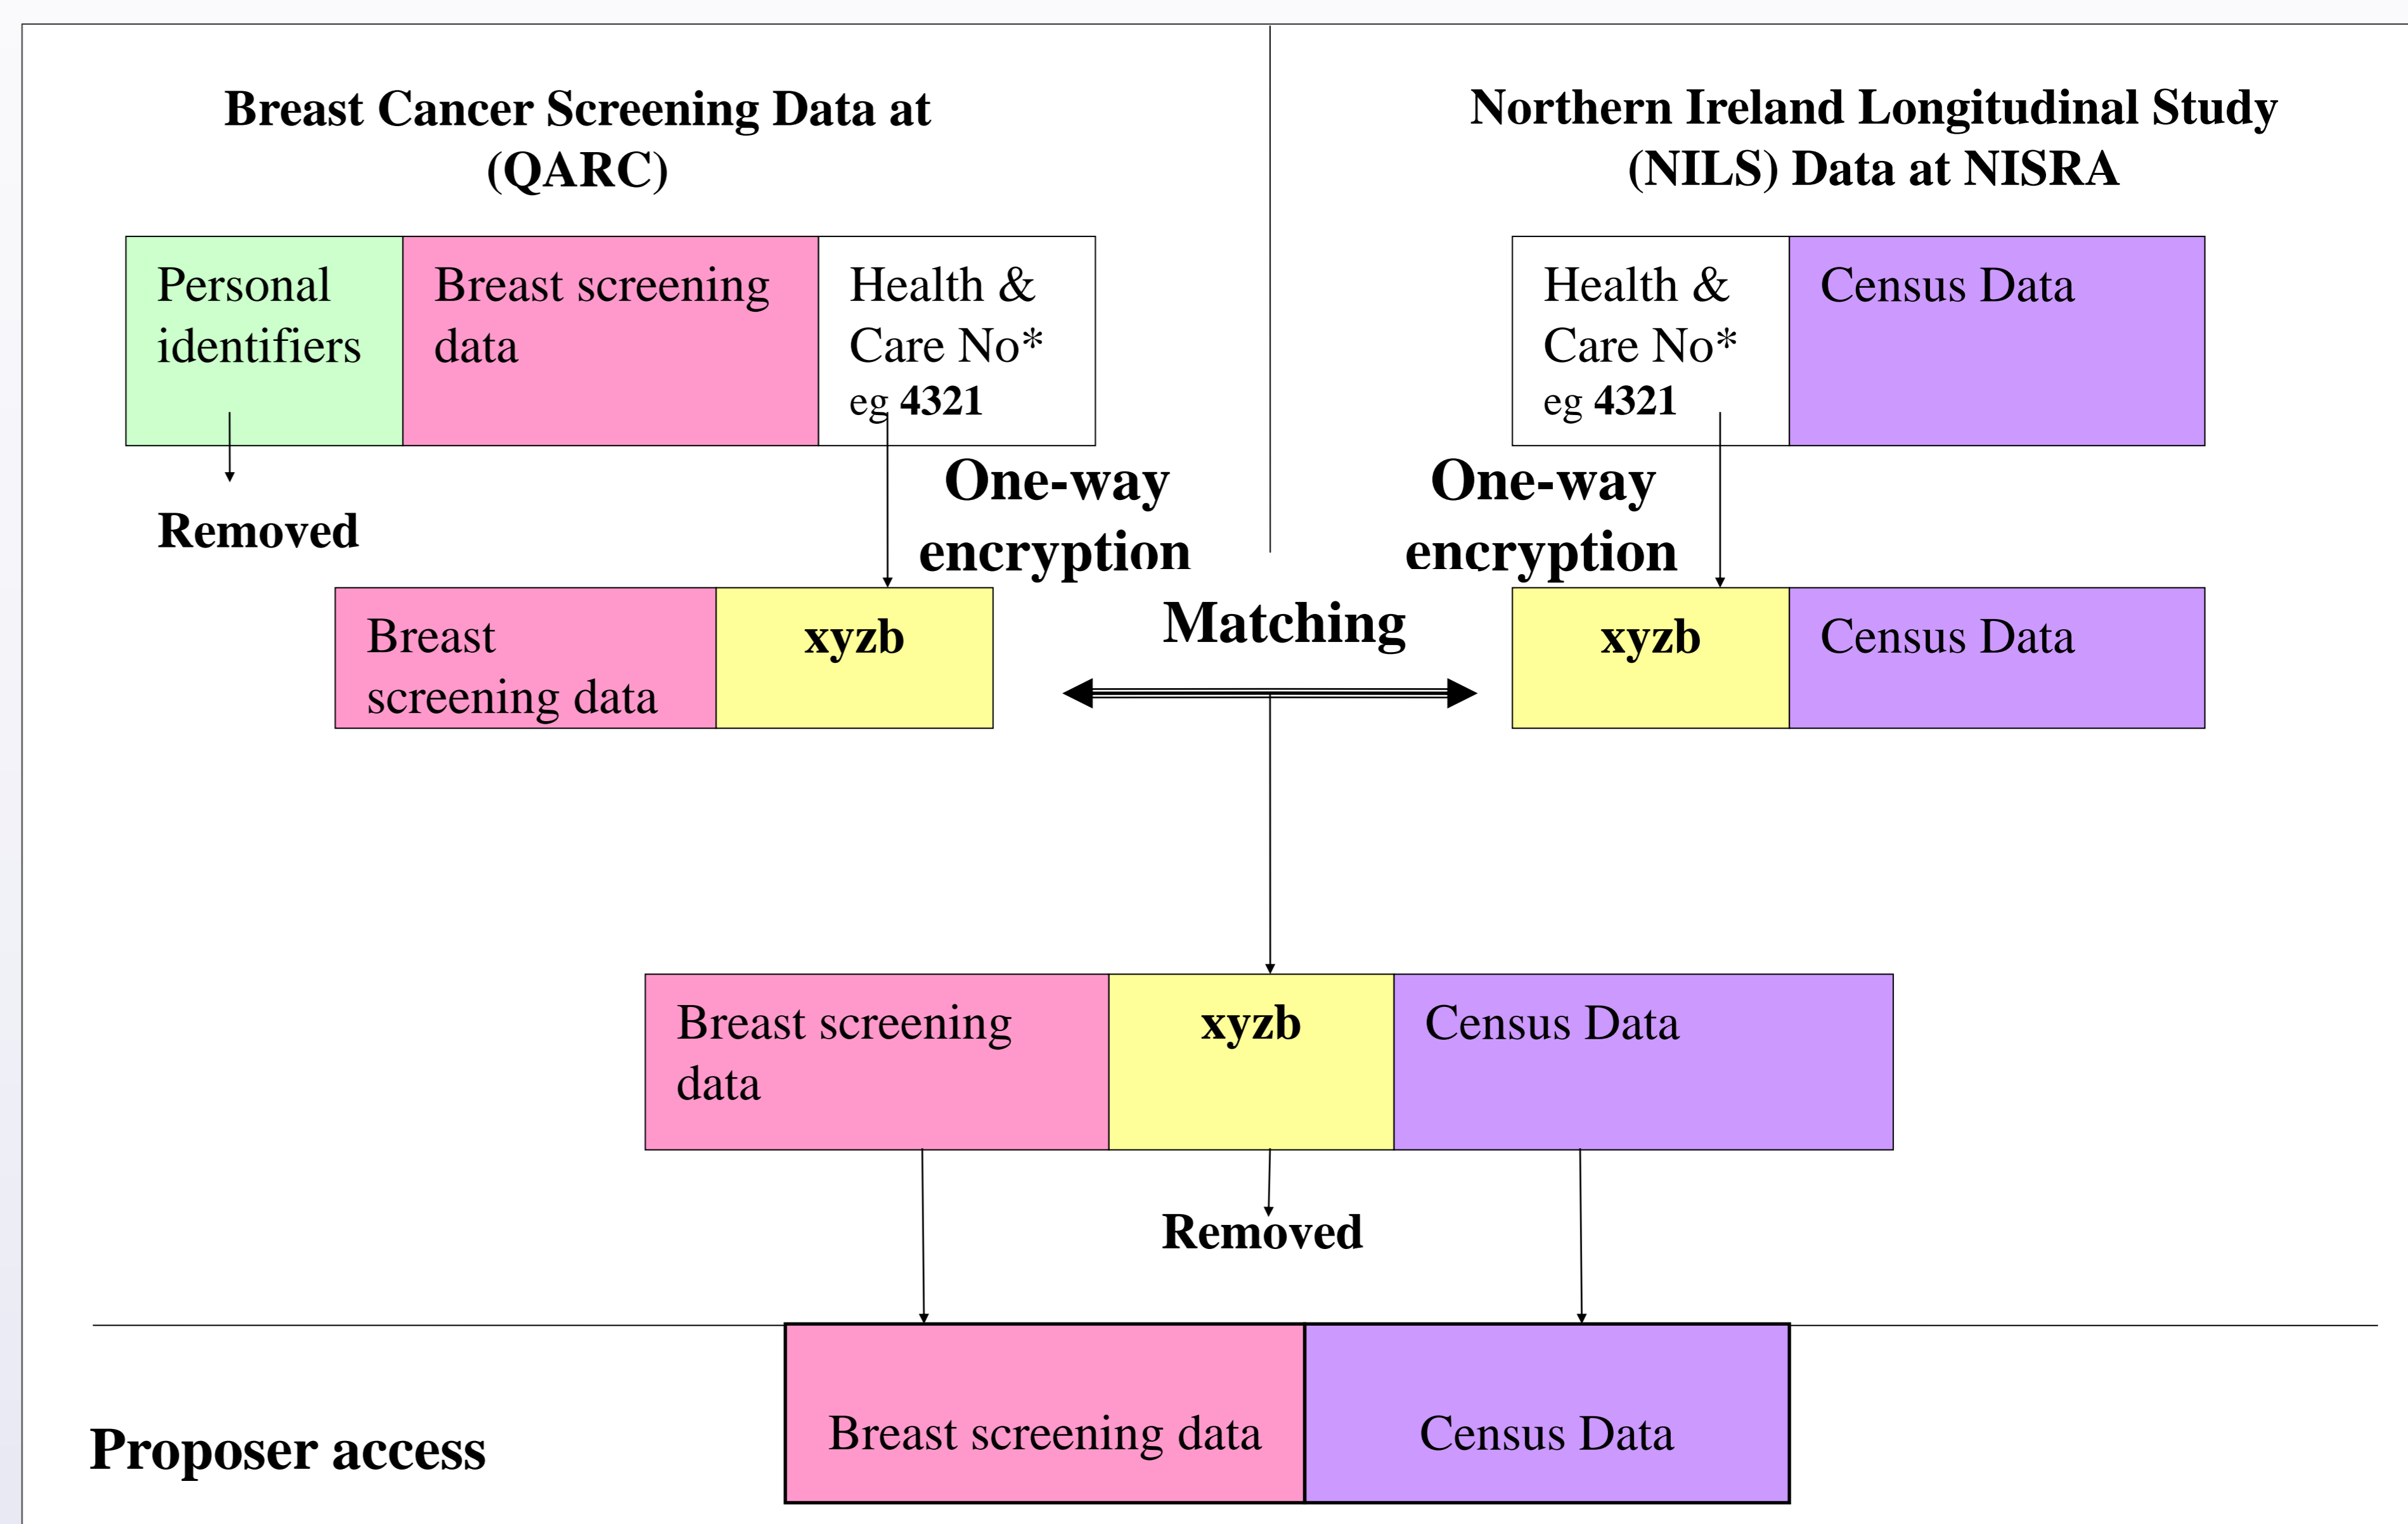 Breast Cancer Screening Data at
(QARC)
Northern Ireland Longitudinal Study
(NILS) Data at NISRA
Personal
identifiers
Breast screening
data
Health &
Care No*
eg 4321
Health &
Care No*
eg 4321
Census Data
Removed
One-way
encryption
One-way
encryption
Breast
screening data
xyzb
Matching
xyzb
Census Data
Breast screening
data
xyzb
Census Data
Removed
Proposer access
Breast screening data
Census Data